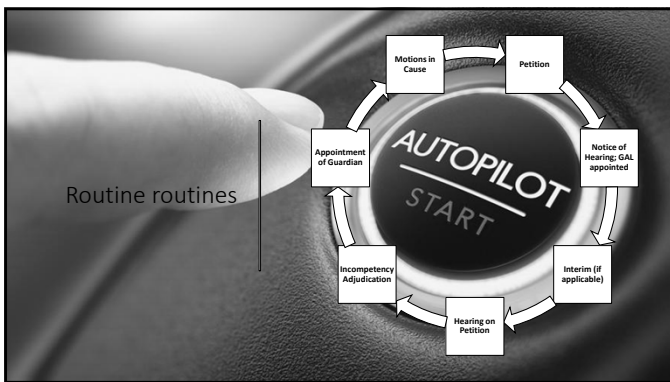 Routine routines
AUTOPILOT
START
Motions in
Cause
Petition
Notice of
Hearing; GAL
appointed
Interim (if
applicable)
Hearing on
Petition
Incompetency
Adjudication
Appointment
of Guardian